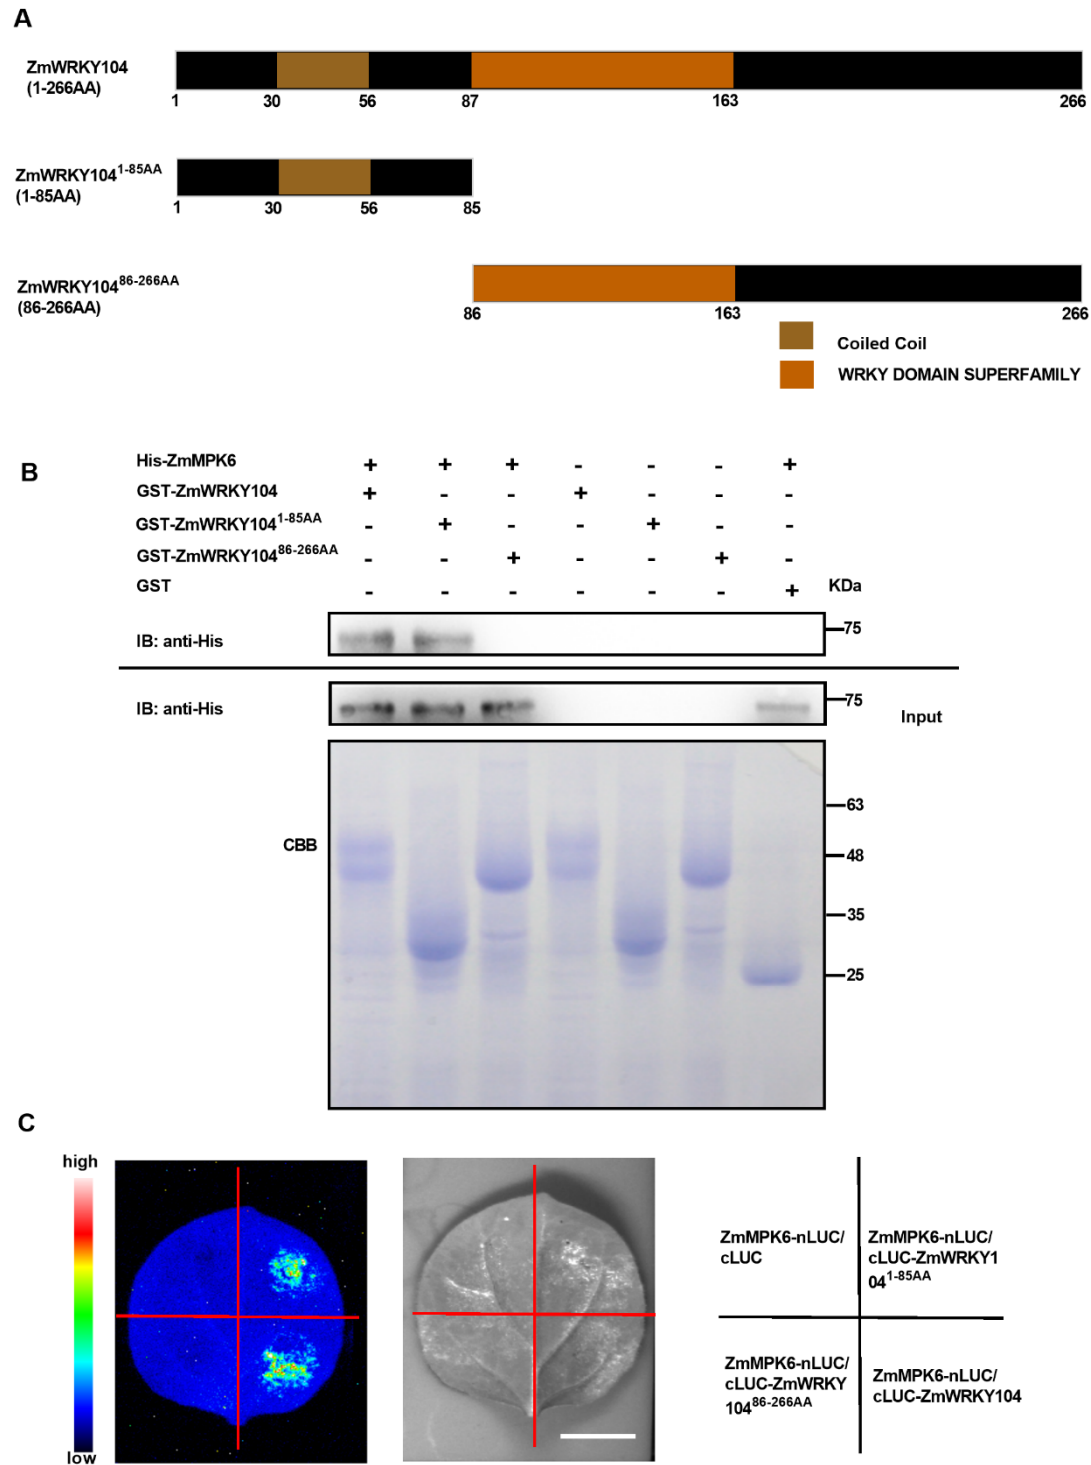 A
ZmWRKY104
(1-266AA)
1 30 56 87 163 266
ZmWRKY104^1-85AA
(1-85AA)
1 30 56 85
ZmWRKY104^86-266AA
(86-266AA)
86 163 266
Coiled Coil
WRKY DOMAIN SUPERFAMILY
B
His-ZmMPK6 + + + - - - +
GST-ZmWRKY104 + - - + - - -
GST-ZmWRKY104^1-85AA - + - - + - -
GST-ZmWRKY104^86-266AA - - + - - + -
GST - - - - - - +
KDa
IB: anti-His
75
IB: anti-His
75
Input
CBB
63
48
35
25
C
high
low
ZmMPK6-nLUC/
cLUC
ZmMPK6-nLUC/
cLUC-ZmWRKY1
04^1-85AA
ZmMPK6-nLUC/
cLUC-ZmWRKY
104^86-266AA
ZmMPK6-nLUC/
cLUC-ZmWRKY104